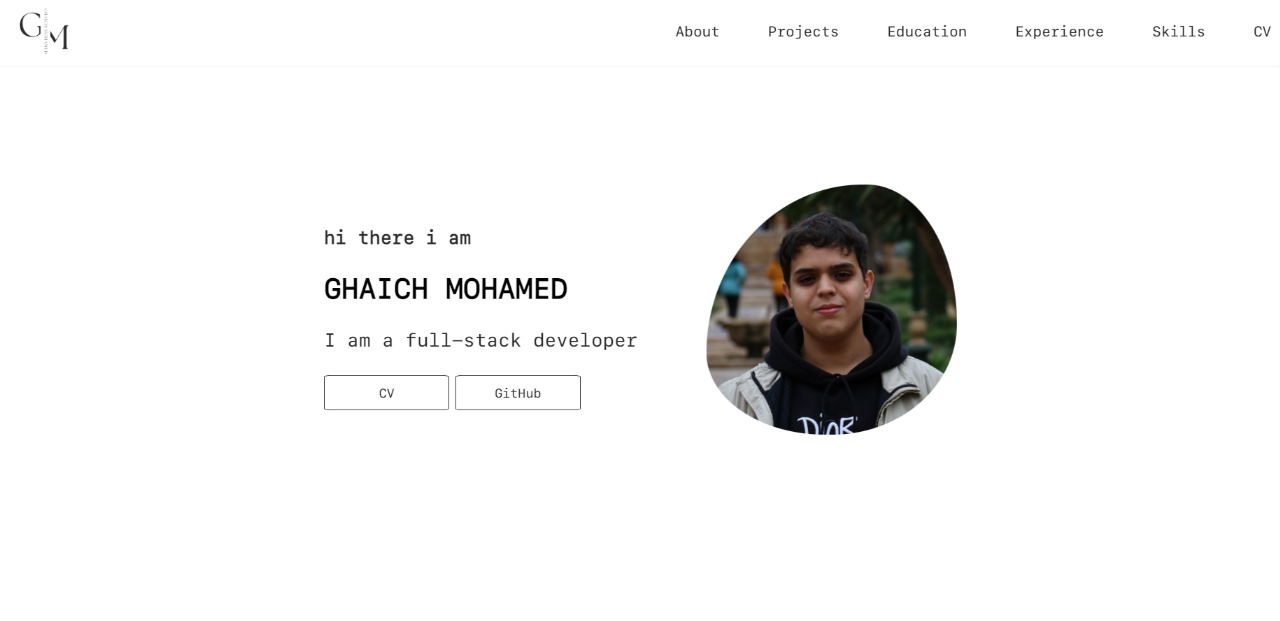 GM
About Projects Education Experience Skills CV
hi there i am
GHAICH MOHAMED
I am a full-stack developer
CV GitHub
DIOR